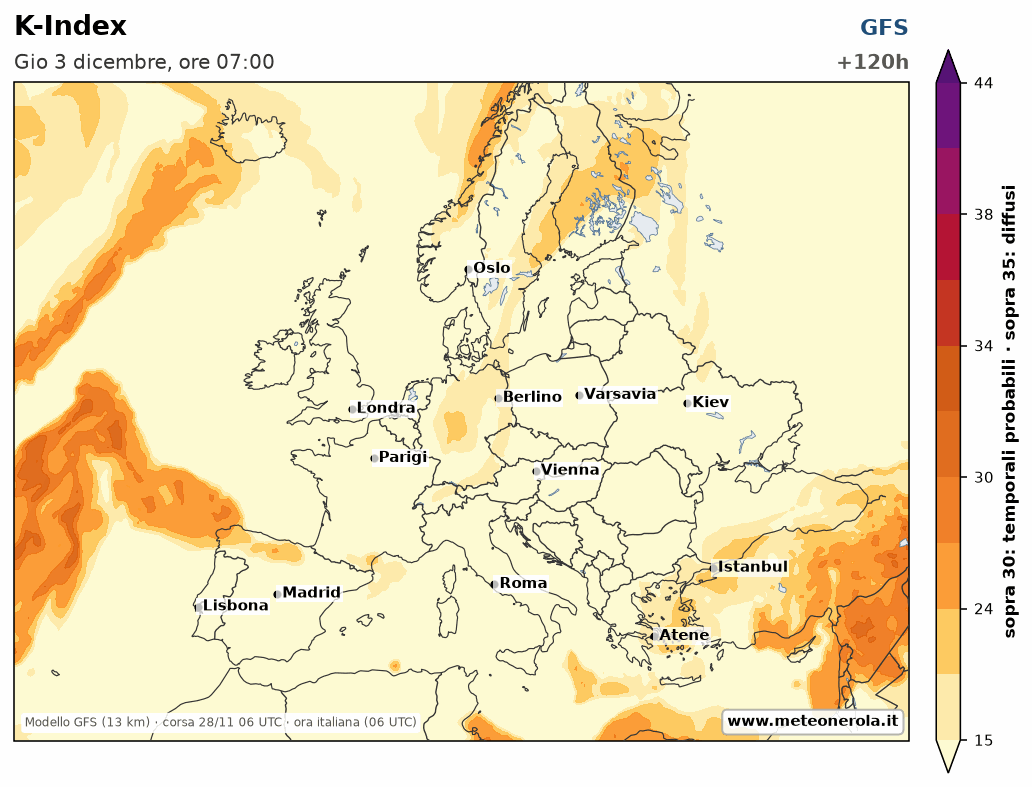 K-Index
GFS
Gio 3 dicembre, ore 07:00
+120h
Oslo
Berlino
Varsavia
Kiev
Londra
Parigi
Vienna
Istanbul
Roma
Madrid
Lisbona
Atene
Modello GFS (13 km) · corsa 28/11 06 UTC · ora italiana (06 UTC)
www.meteonerola.it
44
38
34
30
24
15
sopra 30: temporali probabili · sopra 35: diffusi